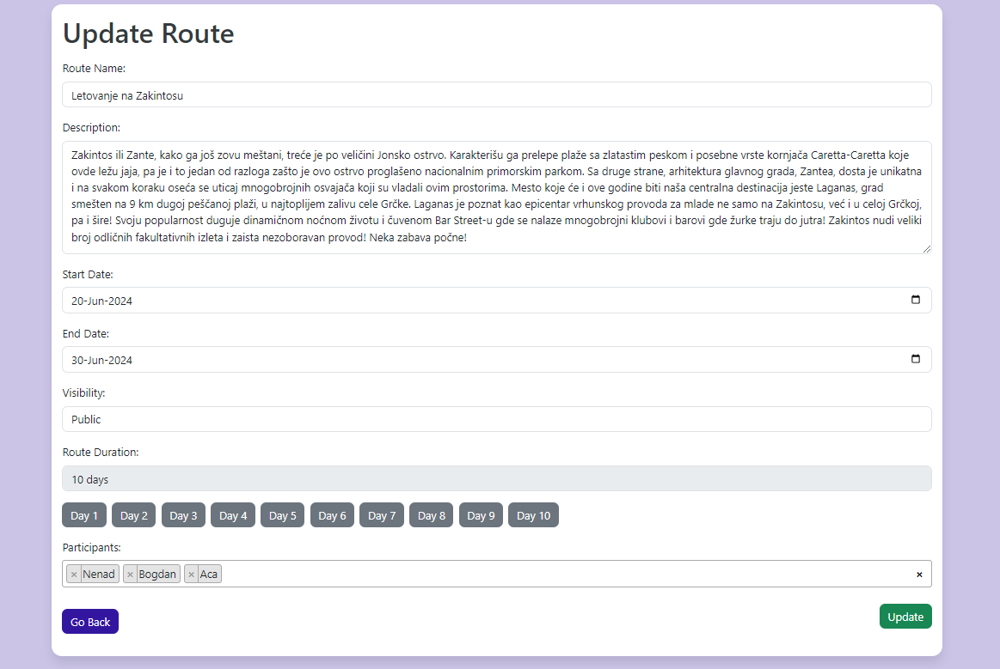 Update Route
Route Name:
Letovanje na Zakintosu
Description:
Zakintos ili Zante, kako ga još zovu meštani, treće je po veličini Jonsko ostrvo. Karakterišu ga prelepe plaže sa zlatastim peskom i posebne vrste kornjača Caretta-Caretta koje
ovde ležu jaja, pa je i to jedan od razloga zašto je ovo ostrvo proglašeno nacionalnim primorskim parkom. Sa druge strane, arhitektura glavnog grada, Zantea, dosta je unikatna
i na svakom koraku oseća se uticaj mnogobrojnih osvajača koji su vladali ovim prostorima. Mesto koje će i ove godine biti naša centralna destinacija jeste Laganas, grad
smešten na 9 km dugoj peščanoj plaži, u najtoplijem zalivu cele Grčke. Laganas je poznat kao epicentar vrhunskog provoda za mlade ne samo na Zakintosu, već i u celoj Grčkoj,
pa i šire! Svoju popularnost duguje dinamičnom noćnom životu i čuvenom Bar Street-u gde se nalaze mnogobrojni klubovi i barovi gde žurke traju do jutra! Zakintos nudi veliki
broj odličnih fakultativnih izleta i zaista nezoboravan provod! Neka zabava počne!
Start Date:
20-Jun-2024
End Date:
30-Jun-2024
Visibility:
Public
Route Duration:
10 days
Day 1 Day 2 Day 3 Day 4 Day 5 Day 6 Day 7 Day 8 Day 9 Day 10
Participants:
× Nenad × Bogdan × Aca ×
Go Back Update